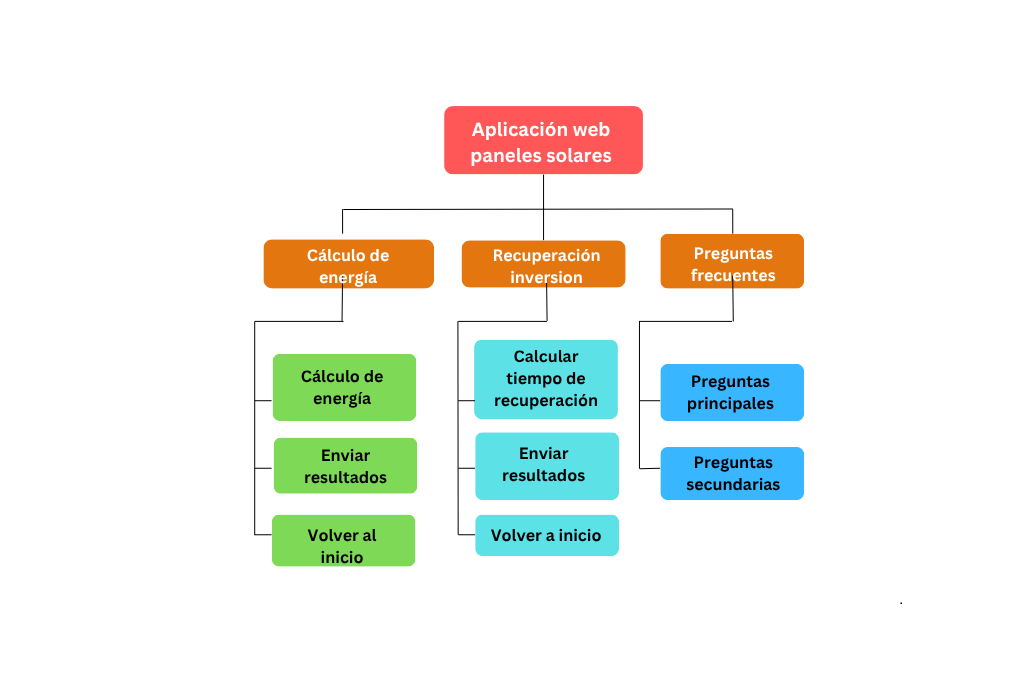 Aplicación web
paneles solares
Cálculo de
energía
Recuperación
inversion
Preguntas
frecuentes
Cálculo de
energía
Enviar
resultados
Volver al
inicio
Calcular
tiempo de
recuperación
Enviar
resultados
Volver a inicio
Preguntas
principales
Preguntas
secundarias
.